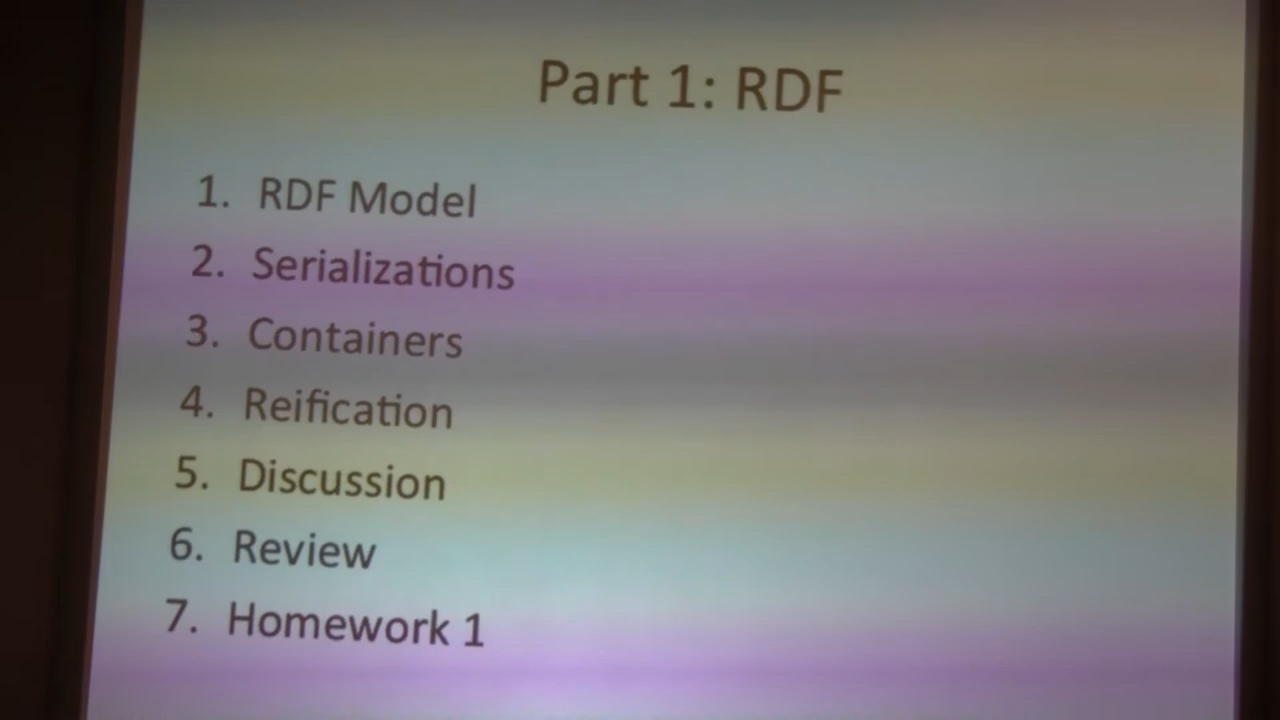 Part 1: RDF
1. RDF Model
2. Serializations
3. Containers
4. Reification
5. Discussion
6. Review
7. Homework 1